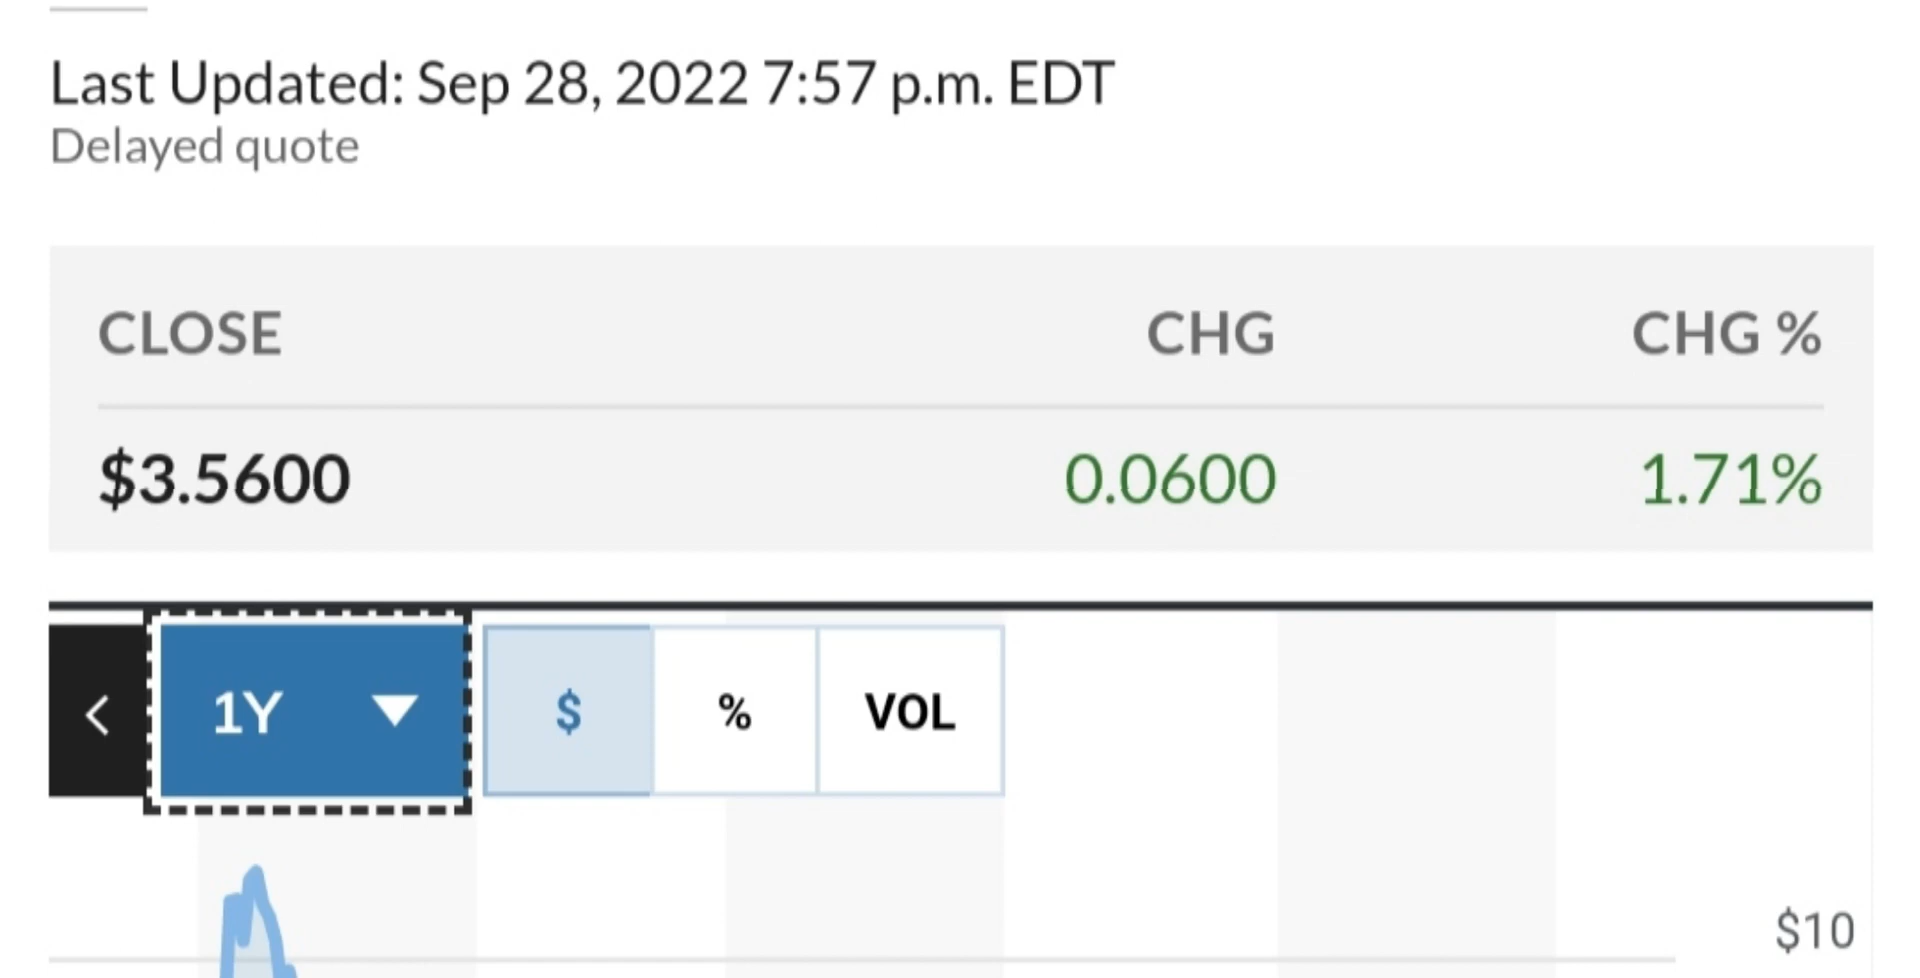 Last Updated: Sep 28, 2022 7:57 p.m. EDT
Delayed quote
CLOSE CHG CHG %
$3.5600 0.0600 1.71%
1Y $ % VOL
$10